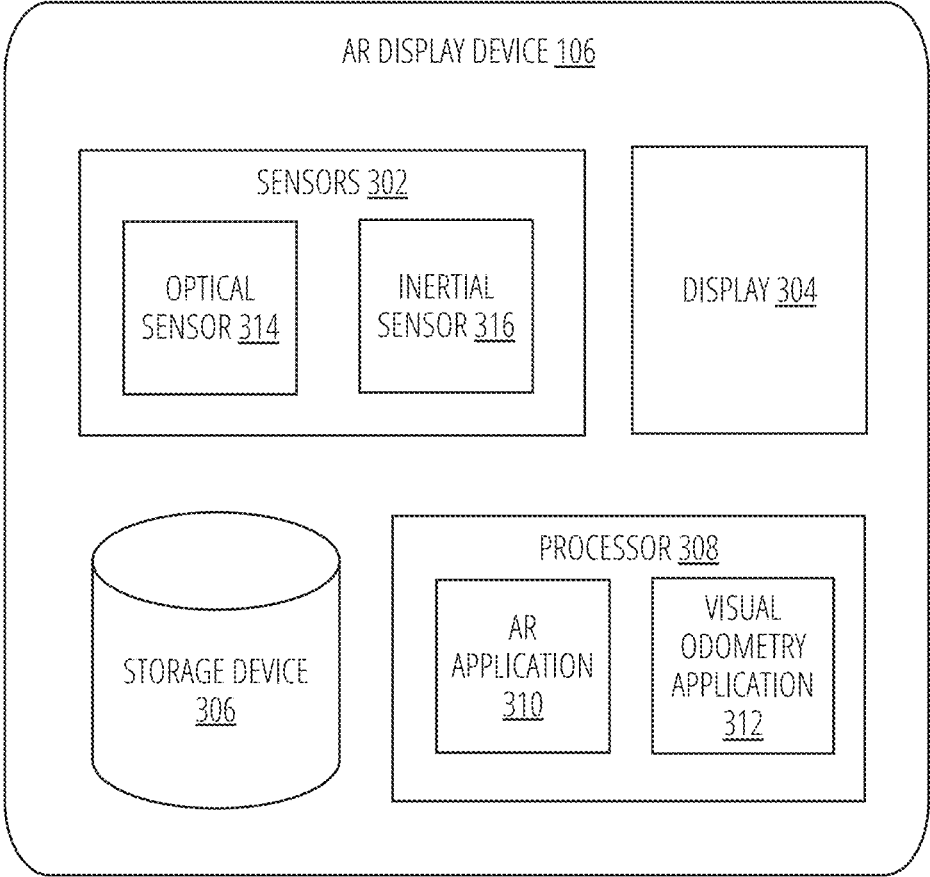 AR DISPLAY DEVICE 106
SENSORS 302
OPTICAL
SENSOR 314
INERTIAL
SENSOR 316
DISPLAY 304
STORAGE DEVICE
306
PROCESSOR 308
AR
APPLICATION
310
VISUAL
ODOMETRY
APPLICATION
312